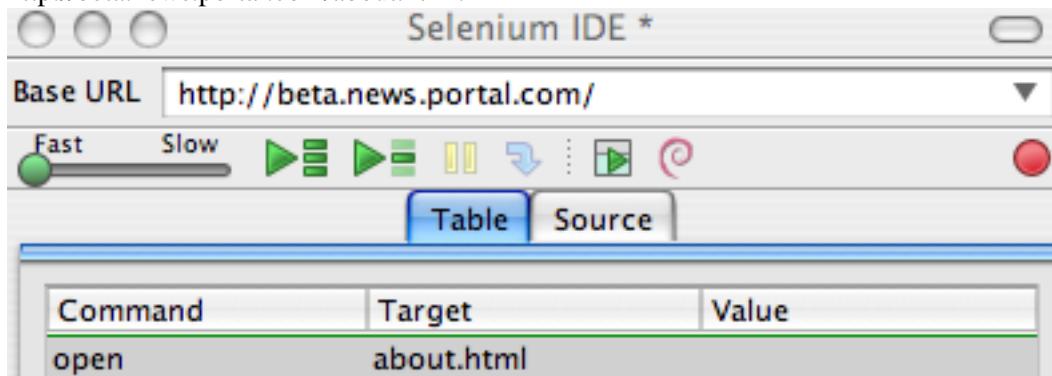 Selenium IDE *
Base URL http://beta.news.portal.com/
Fast Slow
Table Source
Command Target Value
open about.html